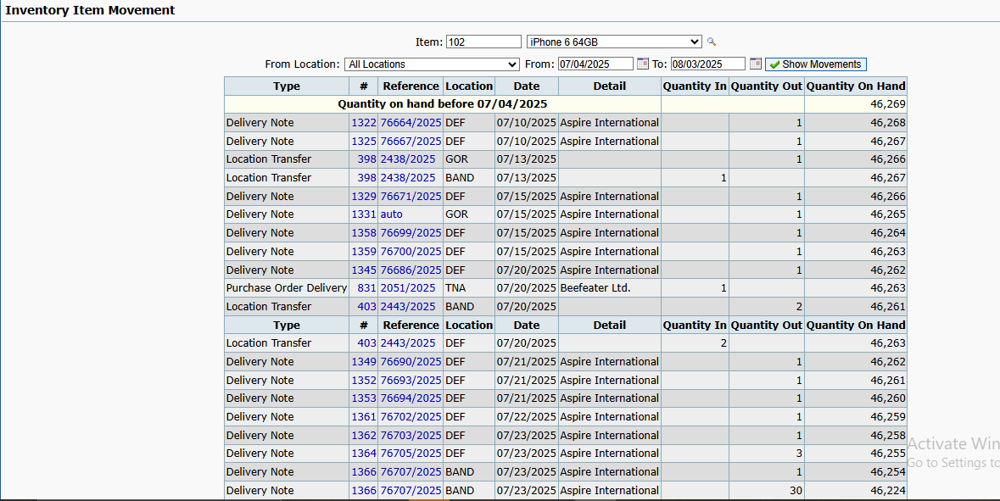 Inventory Item Movement
Item: 102 iPhone 6 64GB
From Location: All Locations From: 07/04/2025 To: 08/03/2025 Show Movements
Type # Reference Location Date Detail Quantity In Quantity Out Quantity On Hand
Quantity on hand before 07/04/2025 46,269
Delivery Note 1322 76664/2025 DEF 07/10/2025 Aspire International 1 46,268
Delivery Note 1325 76667/2025 DEF 07/10/2025 Aspire International 1 46,267
Location Transfer 398 2438/2025 GOR 07/13/2025 1 46,266
Location Transfer 398 2438/2025 BAND 07/13/2025 1 46,267
Delivery Note 1329 76671/2025 DEF 07/15/2025 Aspire International 1 46,266
Delivery Note 1331 auto GOR 07/15/2025 Aspire International 1 46,265
Delivery Note 1358 76699/2025 DEF 07/15/2025 Aspire International 1 46,264
Delivery Note 1359 76700/2025 DEF 07/15/2025 Aspire International 1 46,263
Delivery Note 1345 76686/2025 DEF 07/20/2025 Aspire International 1 46,262
Purchase Order Delivery 831 2051/2025 TNA 07/20/2025 Beefeater Ltd. 1 46,263
Location Transfer 403 2443/2025 BAND 07/20/2025 2 46,261
Type # Reference Location Date Detail Quantity In Quantity Out Quantity On Hand
Location Transfer 403 2443/2025 DEF 07/20/2025 2 46,263
Delivery Note 1349 76690/2025 DEF 07/21/2025 Aspire International 1 46,262
Delivery Note 1352 76693/2025 DEF 07/21/2025 Aspire International 1 46,261
Delivery Note 1353 76694/2025 DEF 07/21/2025 Aspire International 1 46,260
Delivery Note 1361 76702/2025 DEF 07/22/2025 Aspire International 1 46,259
Delivery Note 1362 76703/2025 DEF 07/23/2025 Aspire International 1 46,258
Delivery Note 1364 76705/2025 DEF 07/23/2025 Aspire International 3 46,255
Delivery Note 1366 76707/2025 BAND 07/23/2025 Aspire International 1 46,254
Delivery Note 1366 76707/2025 BAND 07/23/2025 Aspire International 30 46,224
Activate Win
Go to Settings to